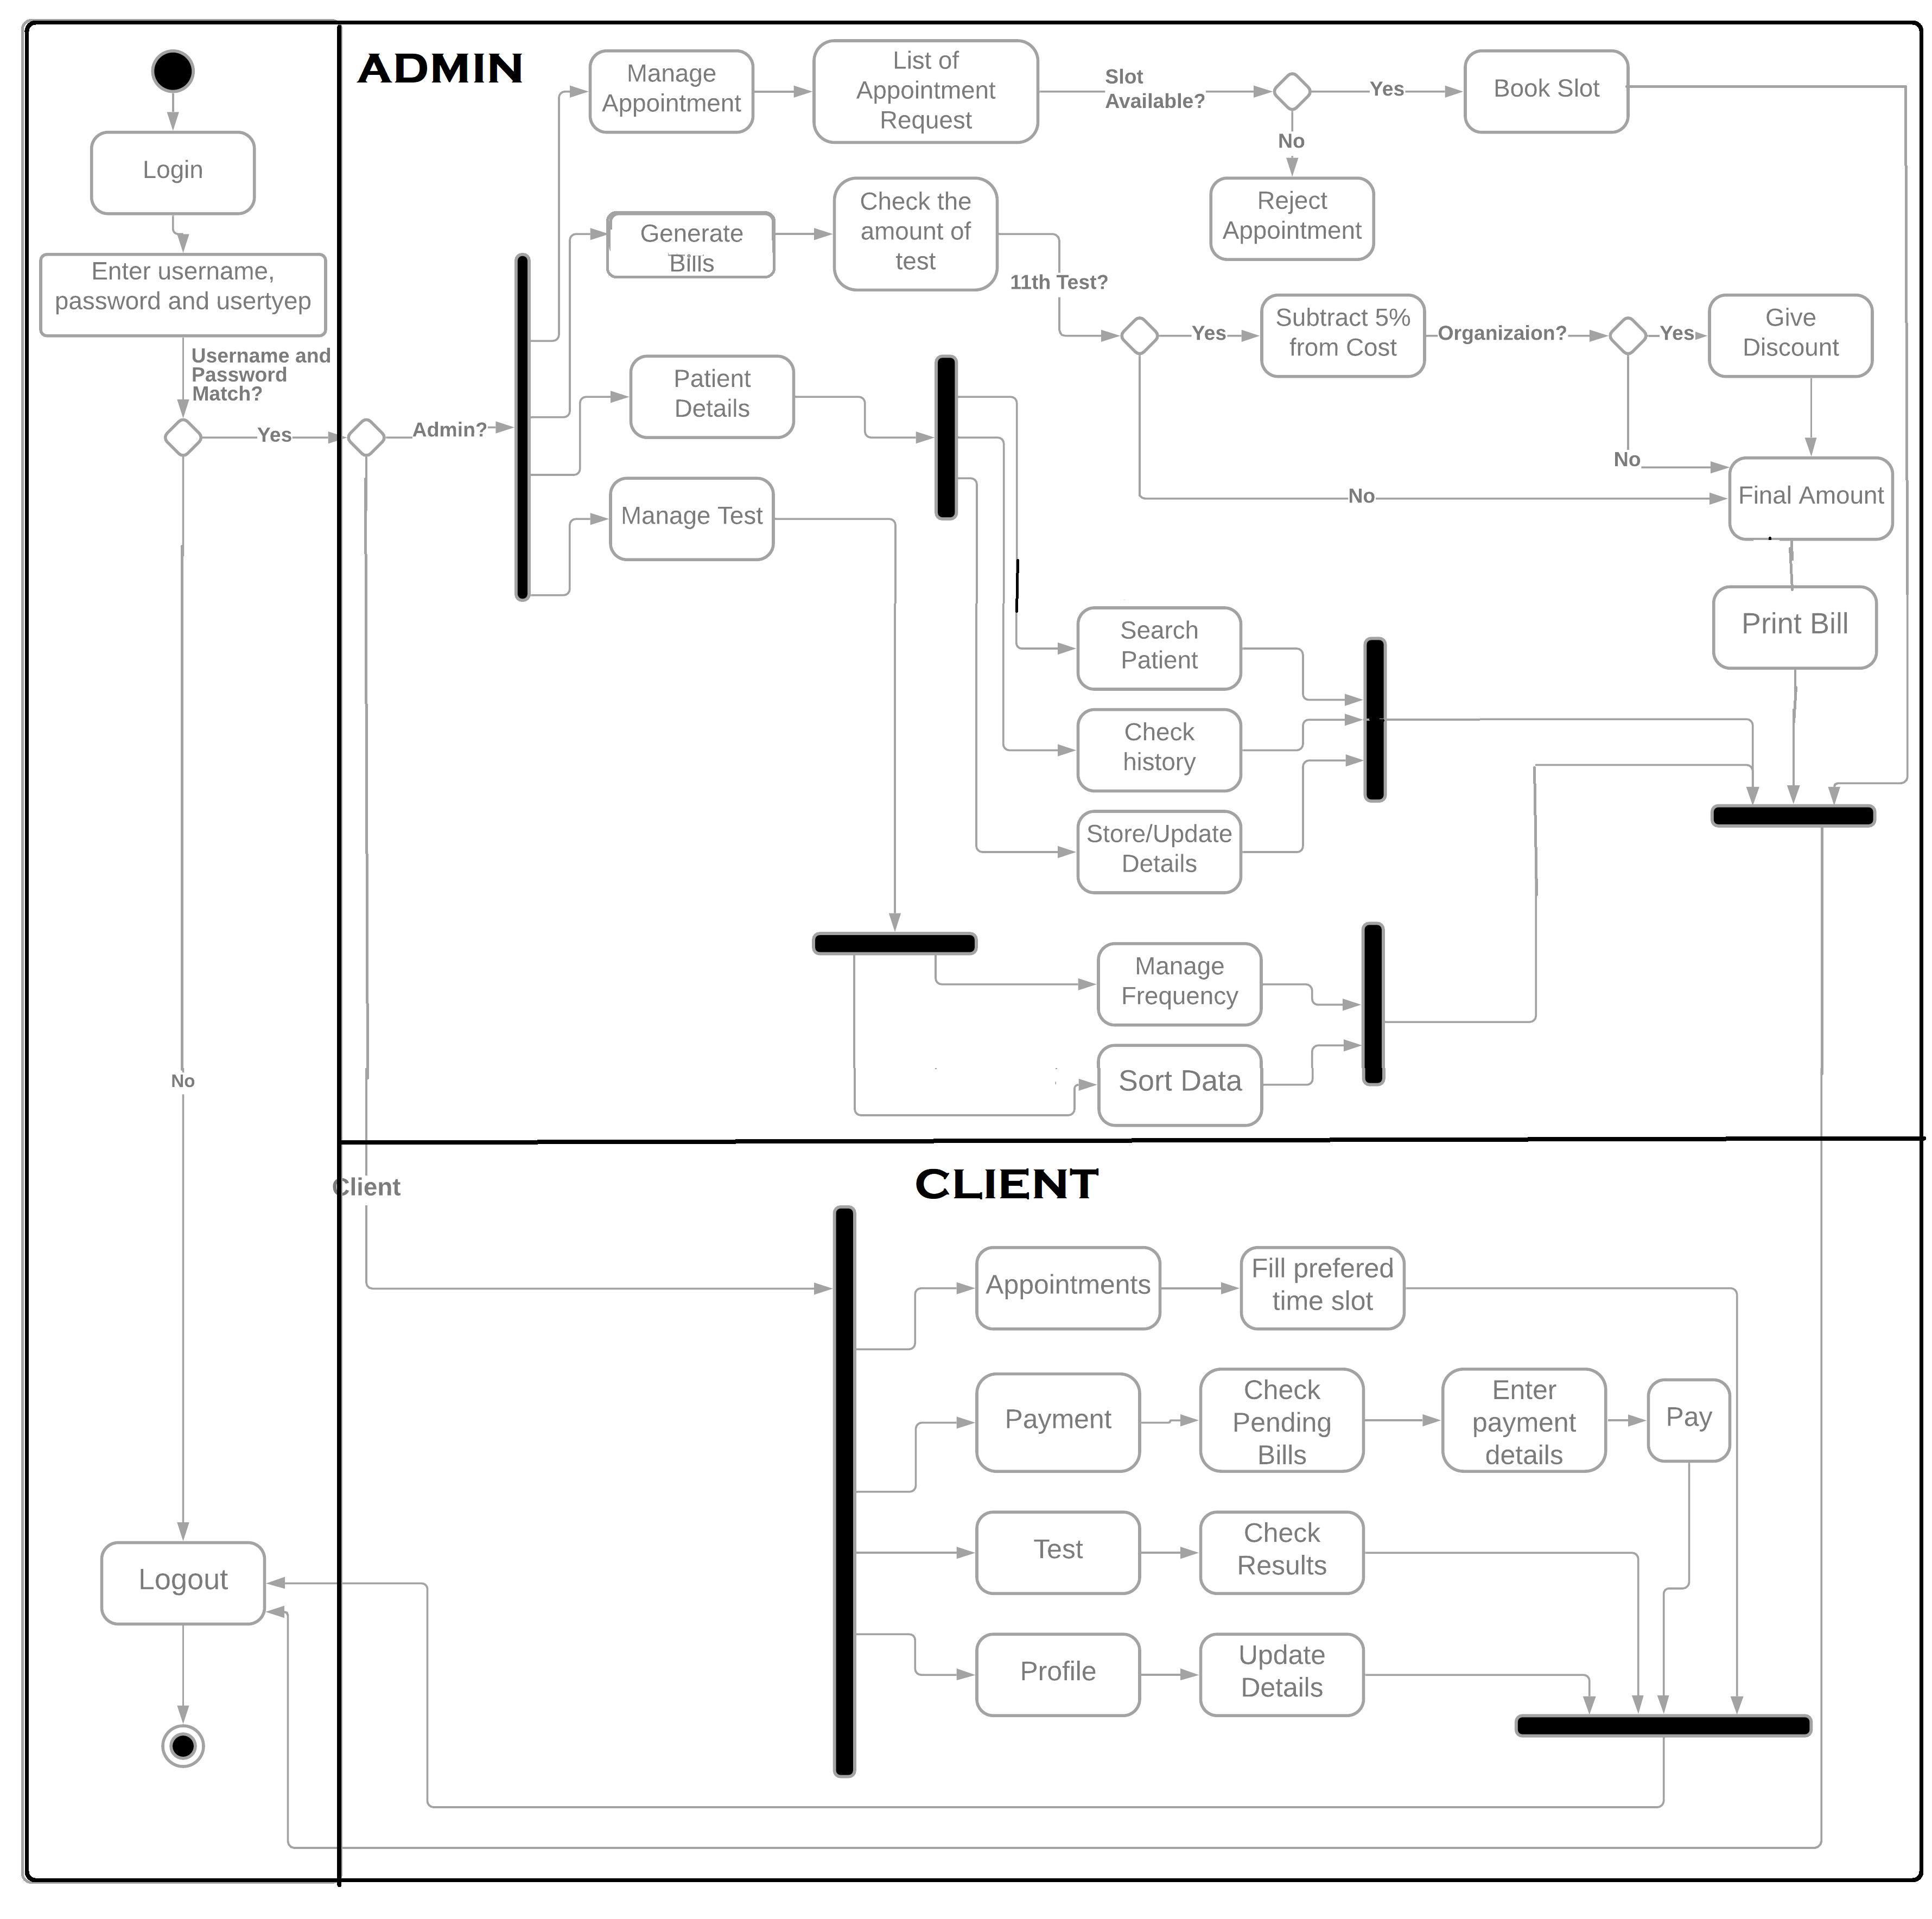 ADMIN
Login
Enter username,
password and usertyep
Username and
Password
Match?
Yes
No
Logout
Admin?
Client
Manage
Appointment
List of
Appointment
Request
Slot
Available?
Yes
Book Slot
No
Reject
Appointment
Generate
Bills
Check the
amount of
test
11th Test?
Yes
Subtract 5%
from Cost
Organizaion?
Yes
Give
Discount
No
No
Final Amount
Print Bill
Patient
Details
Manage Test
Search
Patient
Check
history
Store/Update
Details
Manage
Frequency
Sort Data
CLIENT
Appointments
Fill prefered
time slot
Payment
Check
Pending
Bills
Enter
payment
details
Pay
Test
Check
Results
Profile
Update
Details